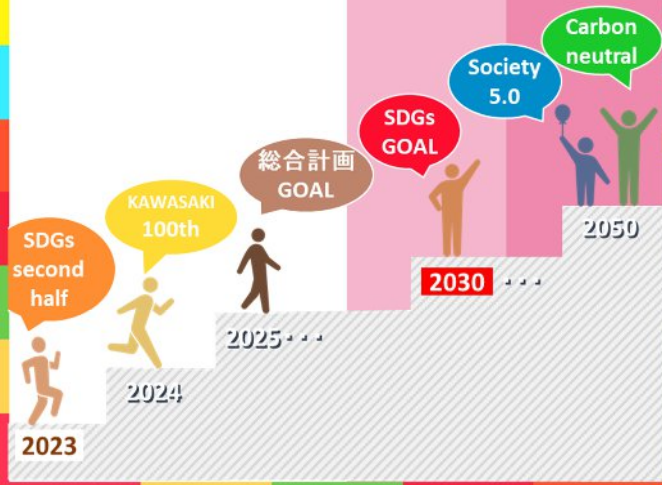 SDGs
second
half
2023
KAWASAKI
100th
2024
総合計画
GOAL
2025・・・
SDGs
GOAL
2030 ・・・
Society
5.0
Carbon
neutral
2050